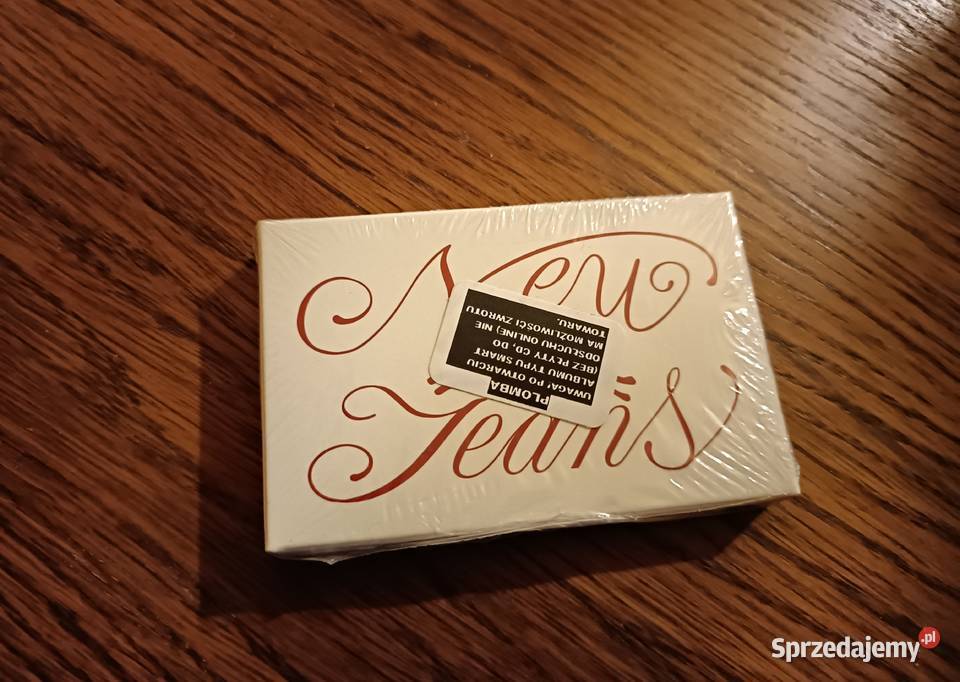 New
Jeans
PLOMBA
UWAGA! PO OTWARCIU
ALBUMU TYPU SMART
(BEZ PŁYTY CD, DO
ODSŁUCHU ONLINE) NIE
MA MOŻLIWOŚCI ZWROTU
TOWARU.
Sprzedajemy.pl